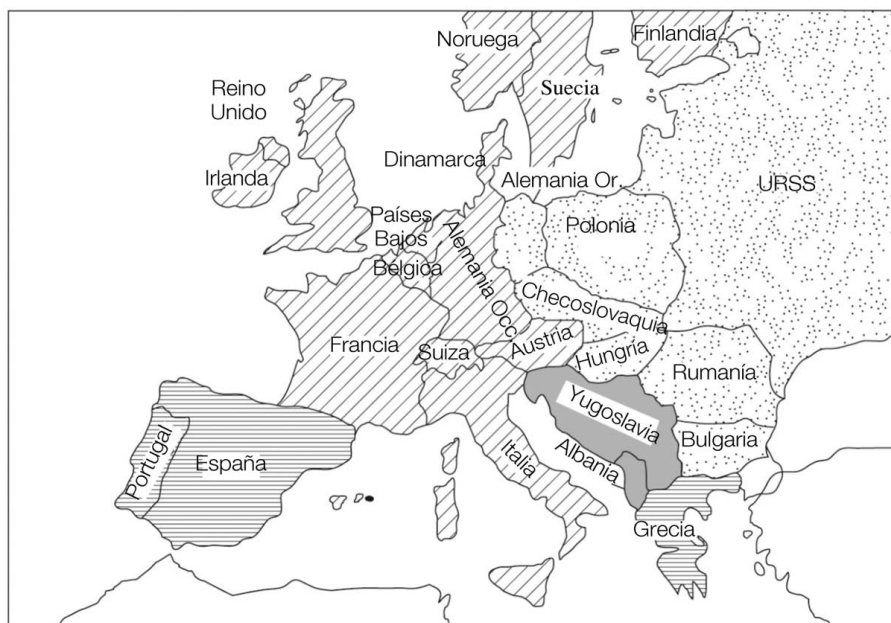 Noruega
Finlandia
Suecia
Reino
Unido
Irlanda
Dinamarca
Alemania Or.
URSS
Países
Bajos
Polonia
Bélgica
Alemania Occ.
Checoslovaquia
Francia
Suiza
Austria
Hungría
Rumanía
Yugoslavia
Portugal
España
Italia
Albania
Bulgaria
Grecia